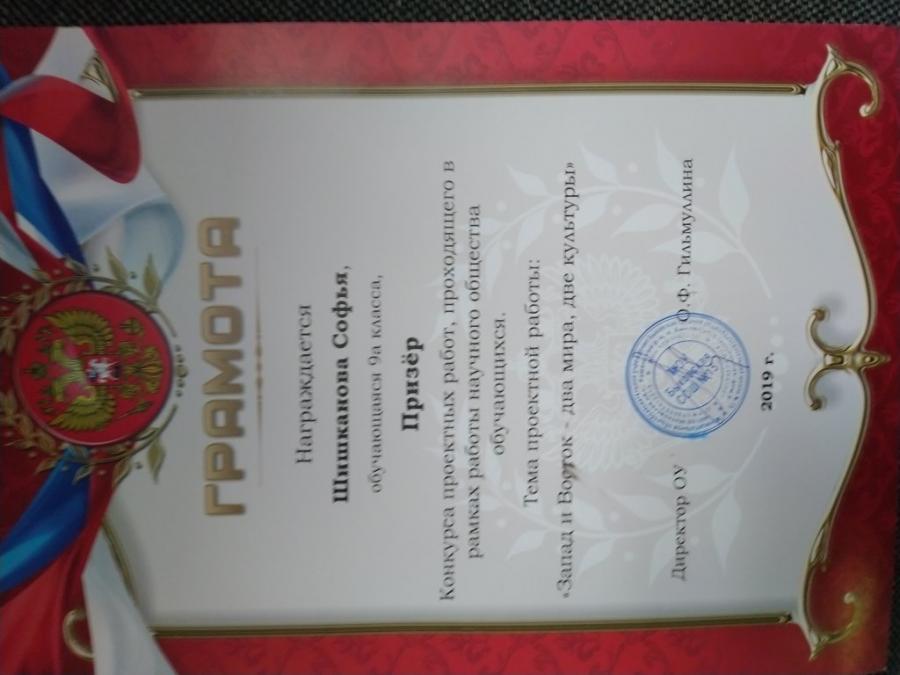 ГРАМОТА
Награждается
Шишканова Софья,
обучающаяся 9а класса,
Призёр
Конкурса проектных работ, проходящего в
рамках работы научного общества
обучающихся.
Тема проектной работы:
«Запад и Восток - два мира, две культуры»
Директор ОУ О.Ф. Гильмуллина
2019 г.